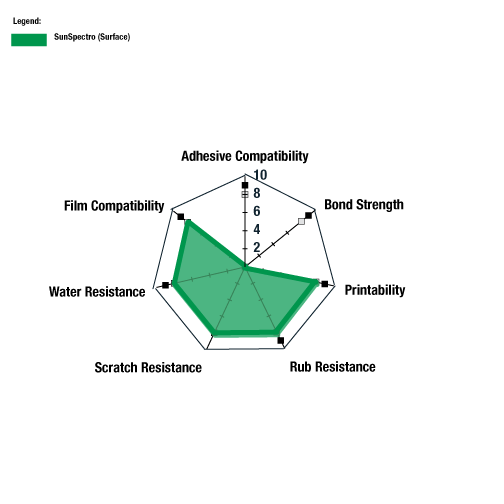 Legend:
SunSpectro (Surface)
Adhesive Compatibility
10
8
6
4
2
Film Compatibility
Bond Strength
Water Resistance
Printability
Scratch Resistance
Rub Resistance